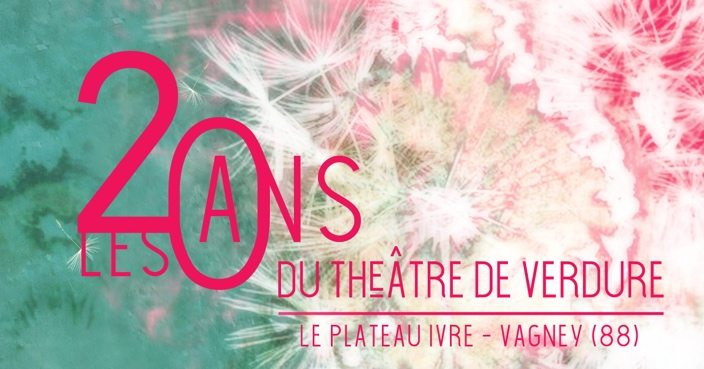 LES 20 ANS
DU THEÂTRE DE VERDURE
LE PLATEAU IVRE - VAGNEY (88)